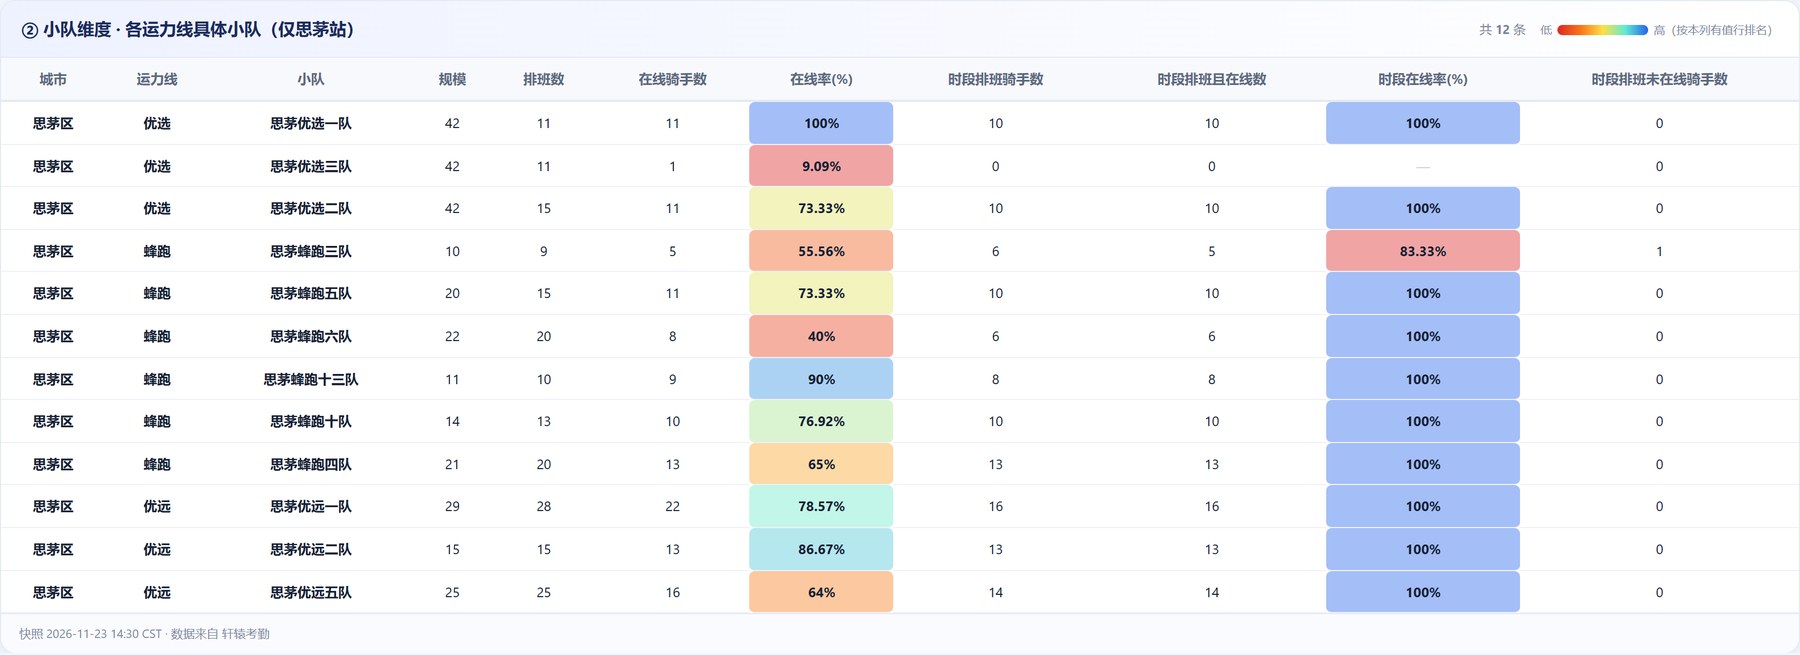 ② 小队维度 · 各运力线具体小队（仅思茅站）
共 12 条 低 高 (按本列有值行排名)
城市 运力线 小队 规模 排班数 在线骑手数 在线率(%) 时段排班骑手数 时段排班且在线数 时段在线率(%) 时段排班未在线骑手数
思茅区 优选 思茅优选一队 42 11 11 100% 10 10 100% 0
思茅区 优选 思茅优选三队 42 11 1 9.09% 0 0 — 0
思茅区 优选 思茅优选二队 42 15 11 73.33% 10 10 100% 0
思茅区 蜂跑 思茅蜂跑三队 10 9 5 55.56% 6 5 83.33% 1
思茅区 蜂跑 思茅蜂跑五队 20 15 11 73.33% 10 10 100% 0
思茅区 蜂跑 思茅蜂跑六队 22 20 8 40% 6 6 100% 0
思茅区 蜂跑 思茅蜂跑十三队 11 10 9 90% 8 8 100% 0
思茅区 蜂跑 思茅蜂跑十队 14 13 10 76.92% 10 10 100% 0
思茅区 蜂跑 思茅蜂跑四队 21 20 13 65% 13 13 100% 0
思茅区 优远 思茅优远一队 29 28 22 78.57% 16 16 100% 0
思茅区 优远 思茅优远二队 15 15 13 86.67% 13 13 100% 0
思茅区 优远 思茅优远五队 25 25 16 64% 14 14 100% 0
快照 2026-11-23 14:30 CST · 数据来自 轩辕考勤